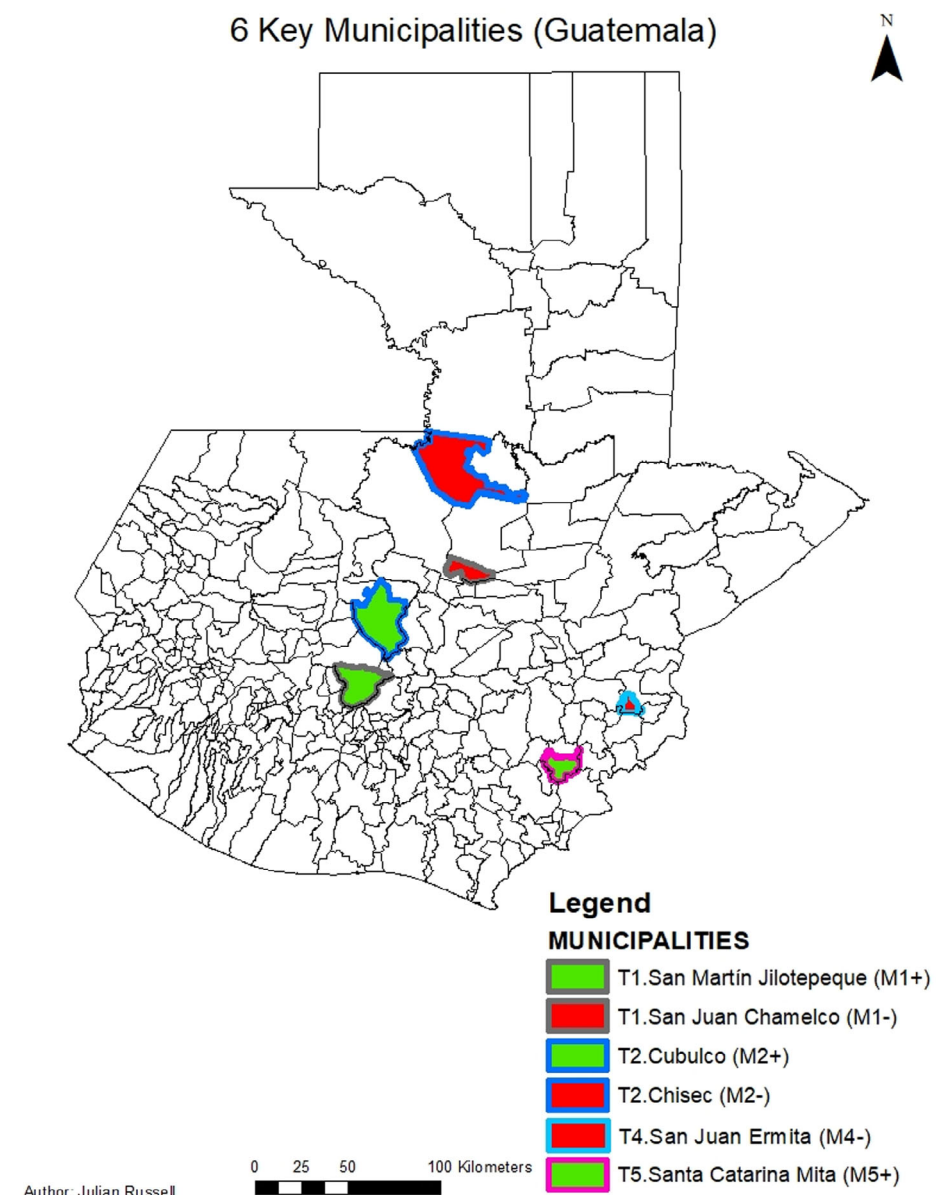 6 Key Municipalities (Guatemala)
N
Legend
MUNICIPALITIES
T1.San Martín Jilotepeque (M1+)
T1.San Juan Chamelco (M1-)
T2.Cubulco (M2+)
T2.Chisec (M2-)
T4.San Juan Ermita (M4-)
T5.Santa Catarina Mita (M5+)
0 25 50 100 Kilometers
Author: Julian Russell